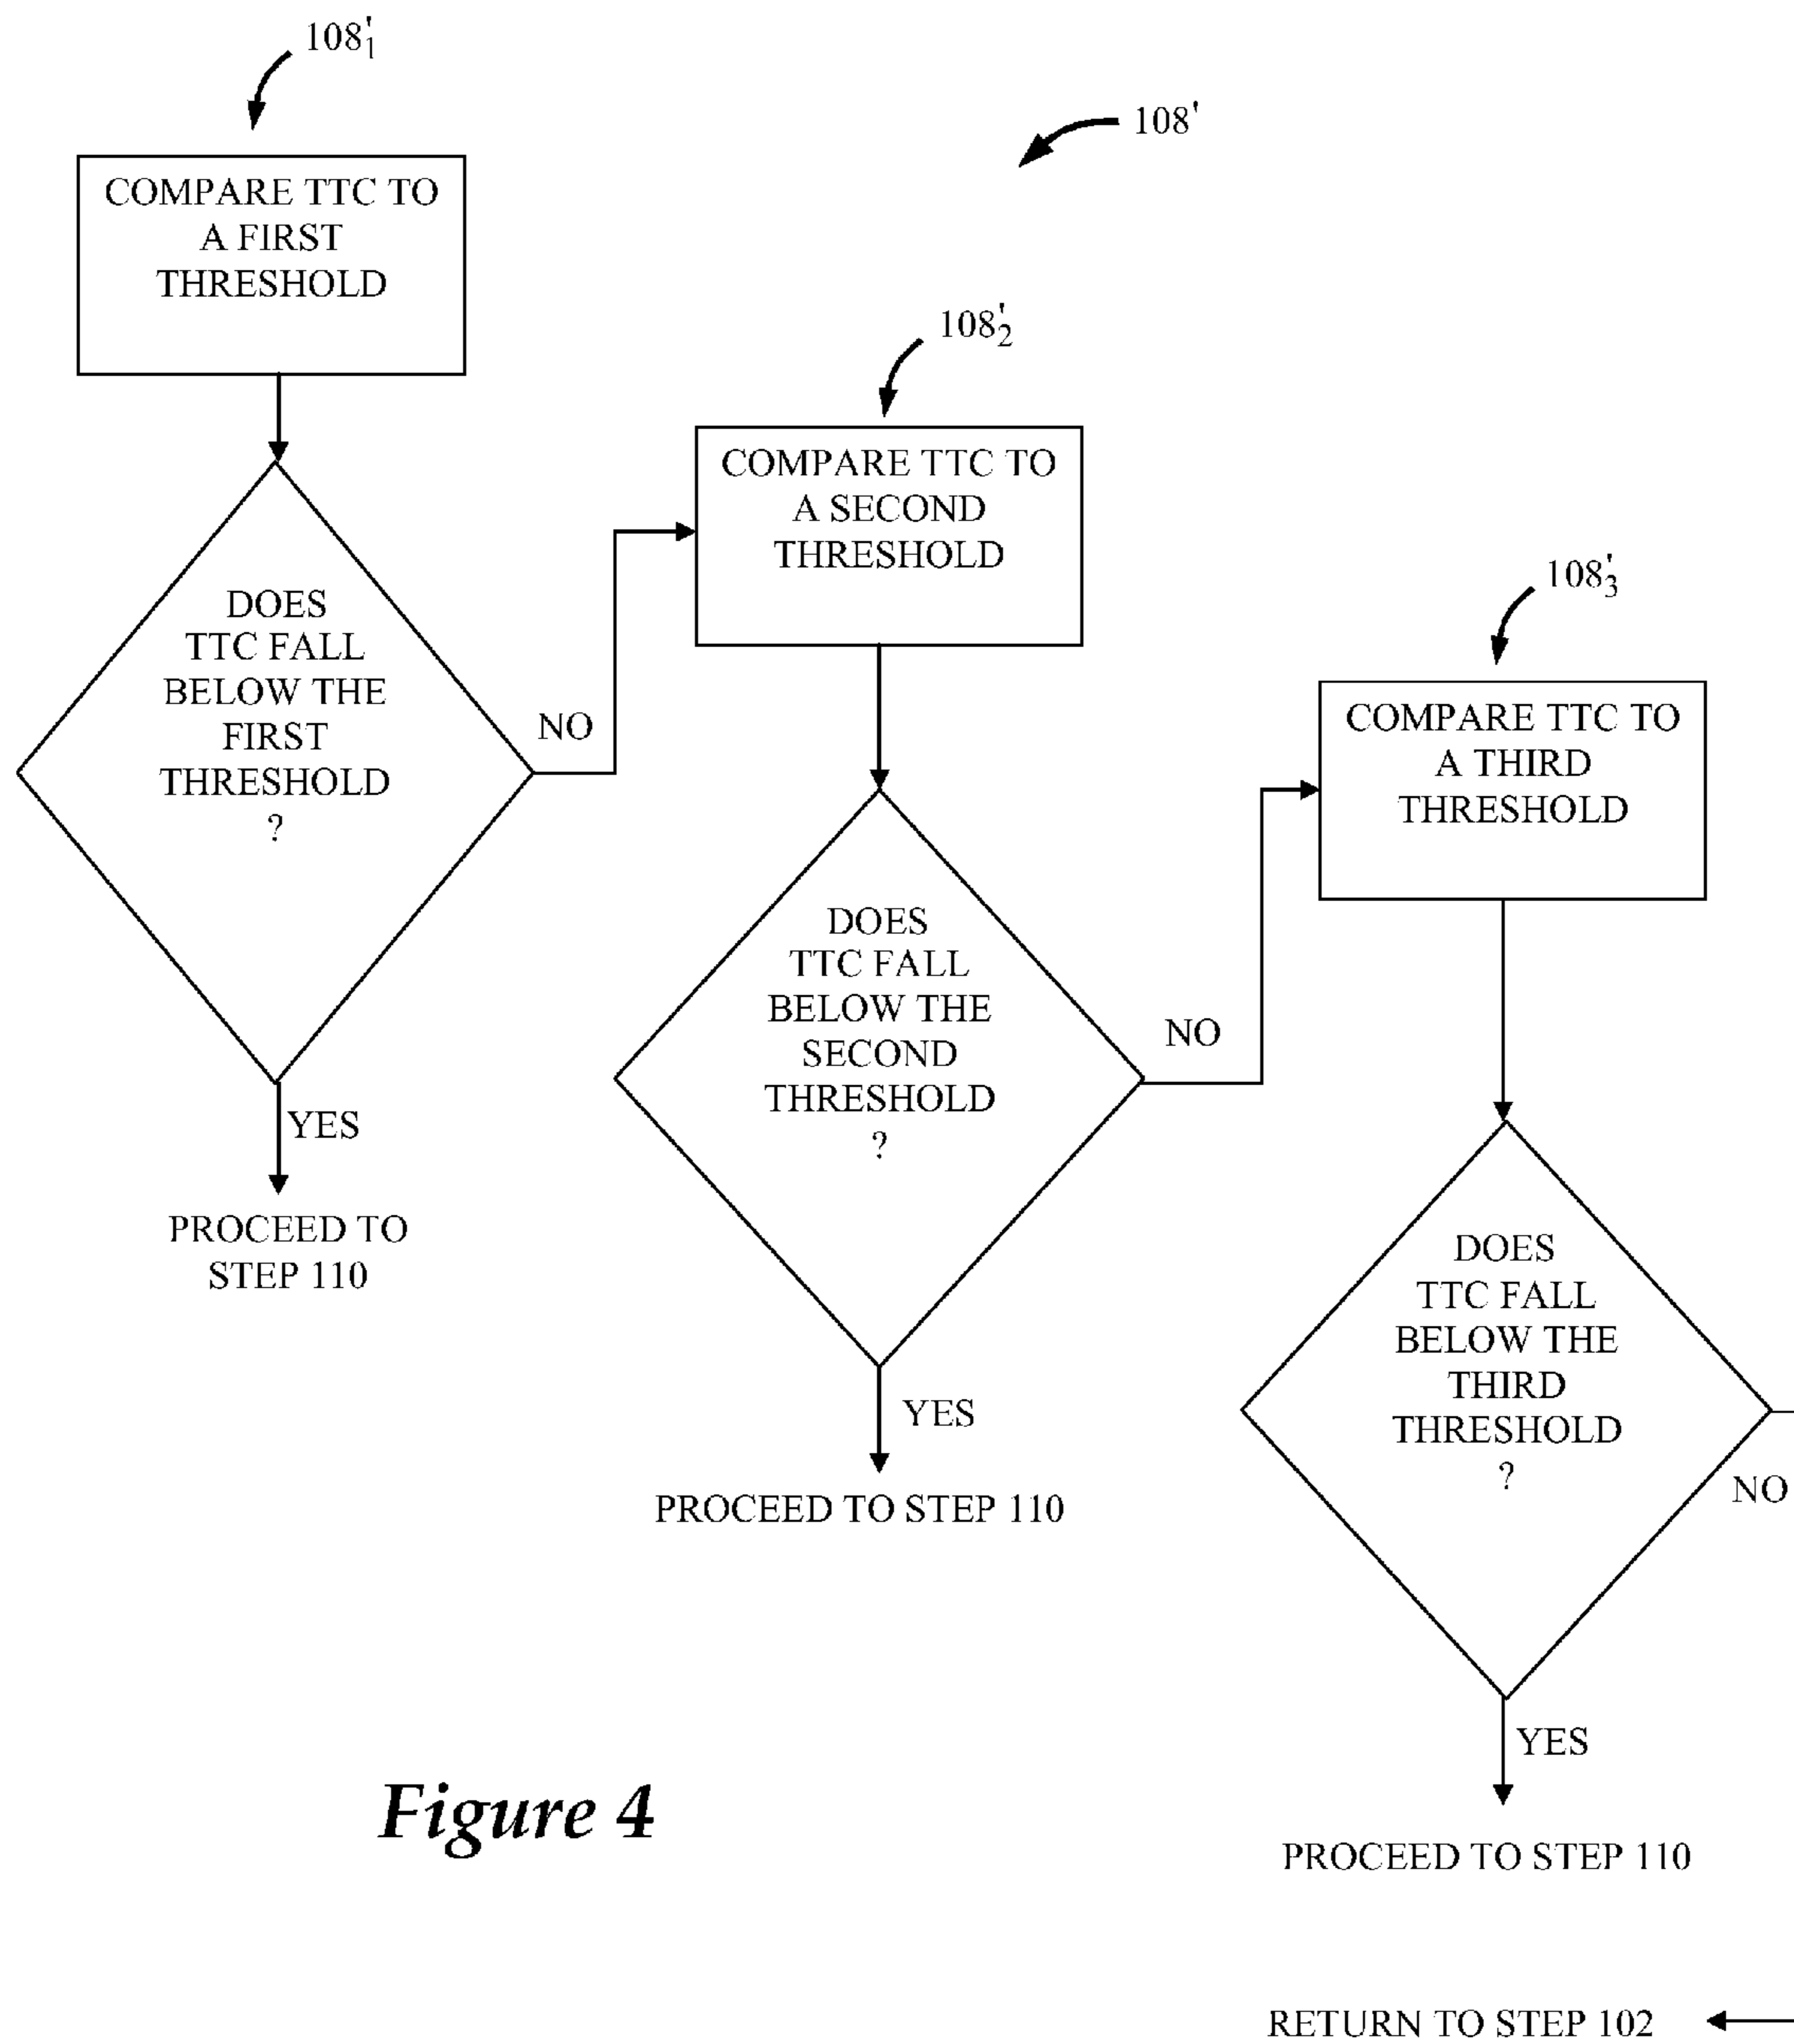 108'1
108'
COMPARE TTC TO
A FIRST
THRESHOLD
108'2
COMPARE TTC TO
A SECOND
THRESHOLD
108'3
COMPARE TTC TO
A THIRD
THRESHOLD
DOES
TTC FALL
BELOW THE
FIRST
THRESHOLD
?
NO
YES
PROCEED TO
STEP 110
DOES
TTC FALL
BELOW THE
SECOND
THRESHOLD
?
NO
YES
PROCEED TO STEP 110
DOES
TTC FALL
BELOW THE
THIRD
THRESHOLD
?
NO
YES
PROCEED TO STEP 110
RETURN TO STEP 102
Figure 4